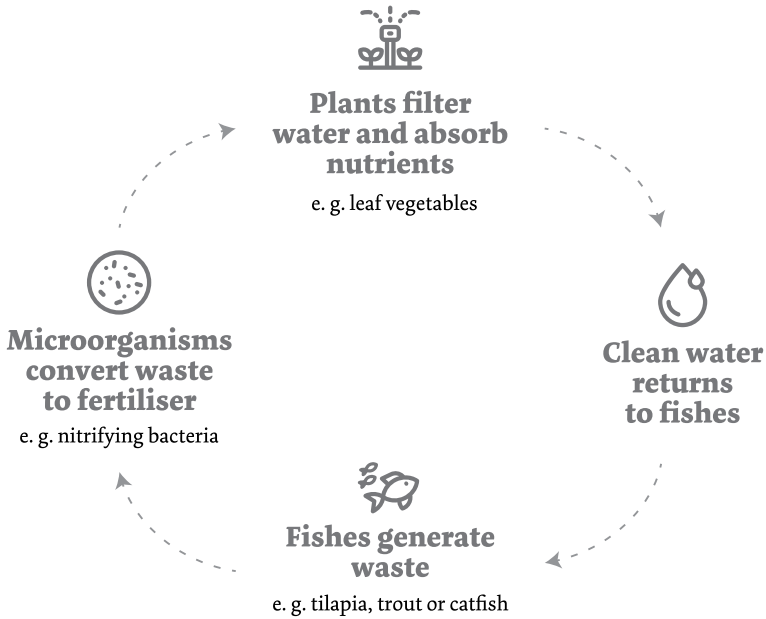 Plants filter
water and absorb
nutrients
e. g. leaf vegetables
Clean water
returns
to fishes
Fishes generate
waste
e. g. tilapia, trout or catfish
Microorganisms
convert waste
to fertiliser
e. g. nitrifying bacteria